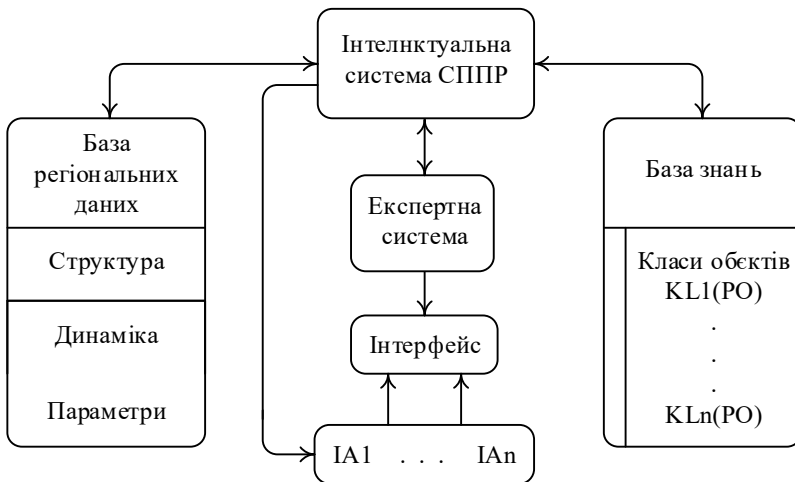 Інтелнктуальна
система СППР
База
регіональних
даних
Структура
Динаміка
Параметри
Експертна
система
Інтерфейс
IA1 . . . IAn
База знань
Класи обєктів
KL1(PO)
.
.
.
KLn(PO)